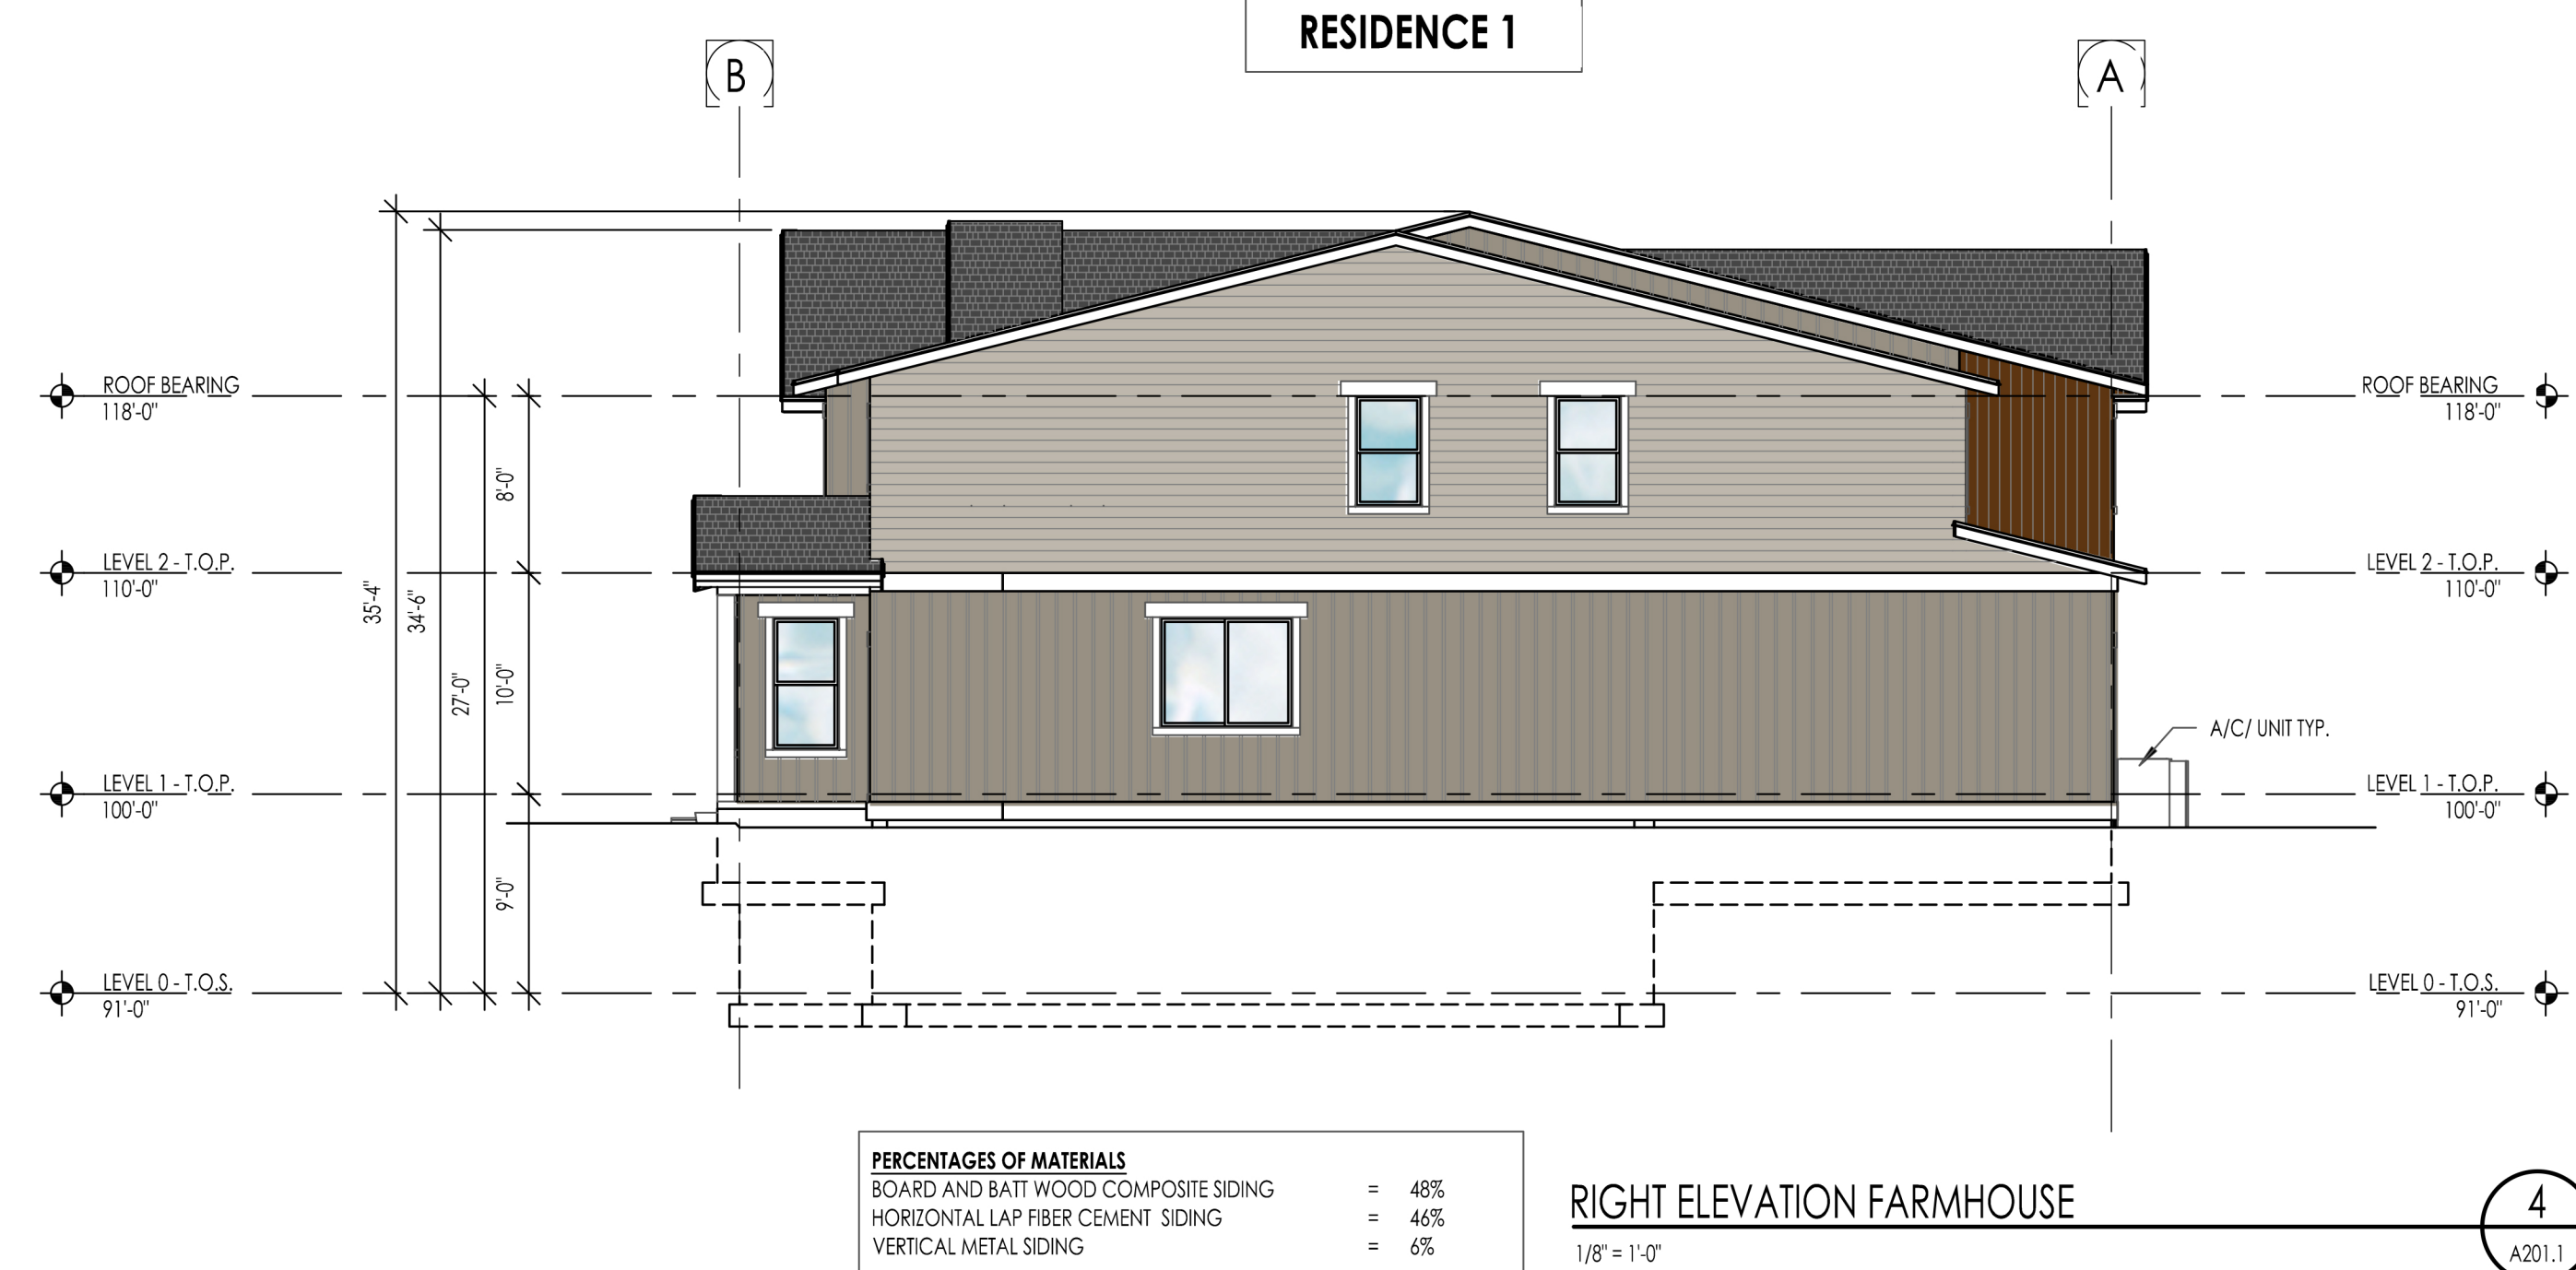 RESIDENCE 1
B
A
ROOF BEARING
118'-0"
ROOF BEARING
118'-0"
8'-0"
LEVEL 2 - T.O.P.
110'-0"
LEVEL 2 - T.O.P.
110'-0"
35'-4"
34'-6"
27'-0"
10'-0"
A/C/ UNIT TYP.
LEVEL 1 - T.O.P.
100'-0"
LEVEL 1 - T.O.P.
100'-0"
9'-0"
LEVEL 0 - T.O.S.
91'-0"
LEVEL 0 - T.O.S.
91'-0"
PERCENTAGES OF MATERIALS
BOARD AND BATT WOOD COMPOSITE SIDING = 48%
HORIZONTAL LAP FIBER CEMENT SIDING = 46%
VERTICAL METAL SIDING = 6%
RIGHT ELEVATION FARMHOUSE
1/8" = 1'-0"
4
A201.1